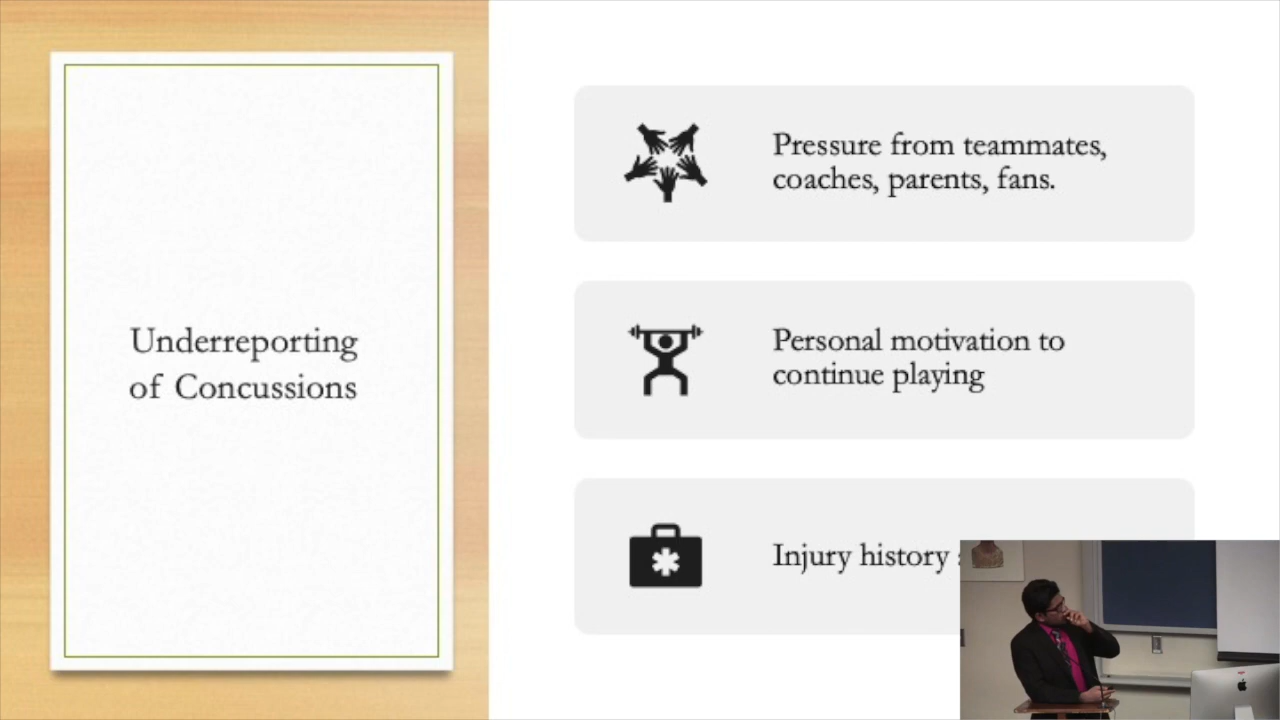 Underreporting
of Concussions
Pressure from teammates,
coaches, parents, fans.
Personal motivation to
continue playing
Injury history